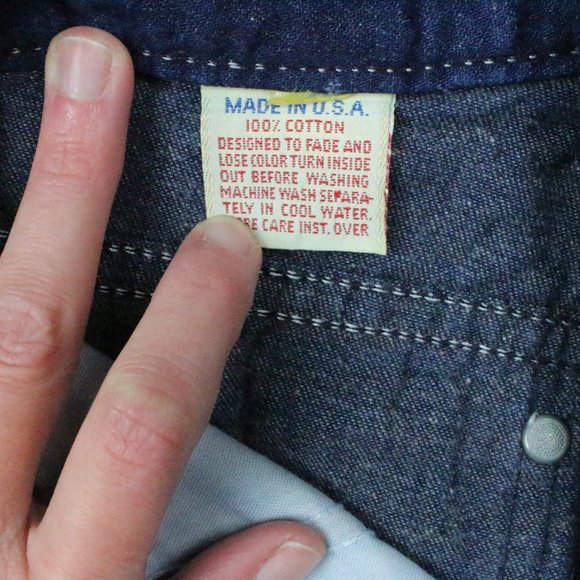 MADE IN U.S.A.
100% COTTON
DESIGNED TO FADE AND
LOSE COLOR TURN INSIDE
OUT BEFORE WASHING
MACHINE WASH SEPARA-
TELY IN COOL WATER.
CARE INST. OVER